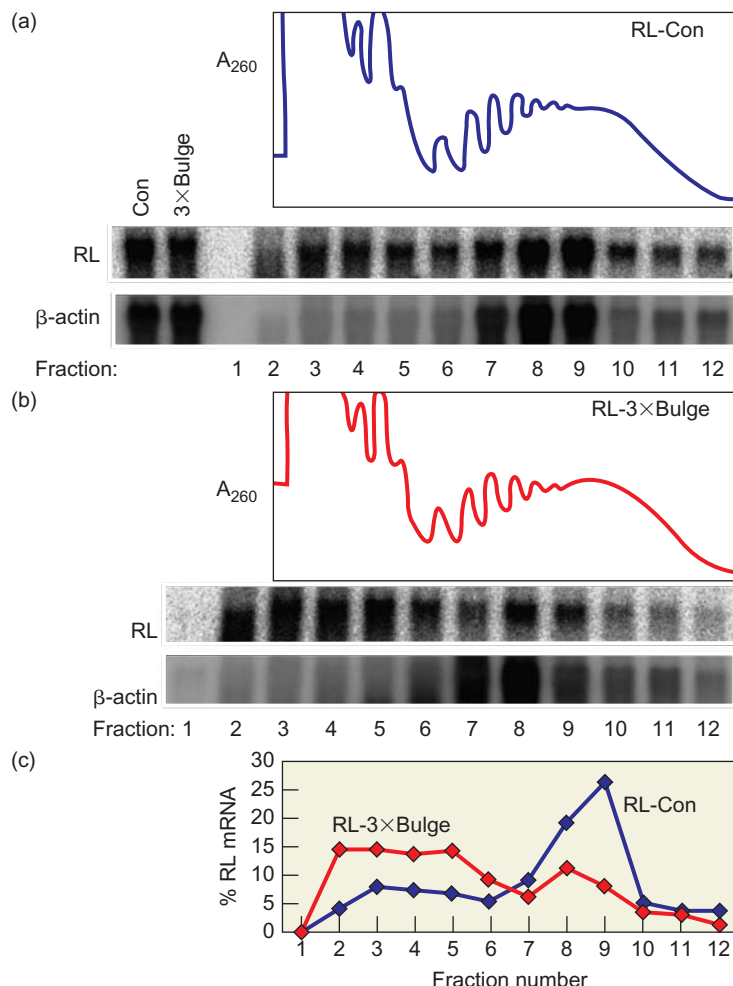 (a)
RL-Con
A260
Con
3×Bulge
RL
β-actin
Fraction: 1 2 3 4 5 6 7 8 9 10 11 12
(b)
RL-3×Bulge
A260
RL
β-actin
Fraction: 1 2 3 4 5 6 7 8 9 10 11 12
(c)
% RL mRNA
30
25
20
15
10
5
0
RL-3×Bulge
RL-Con
1 2 3 4 5 6 7 8 9 10 11 12
Fraction number